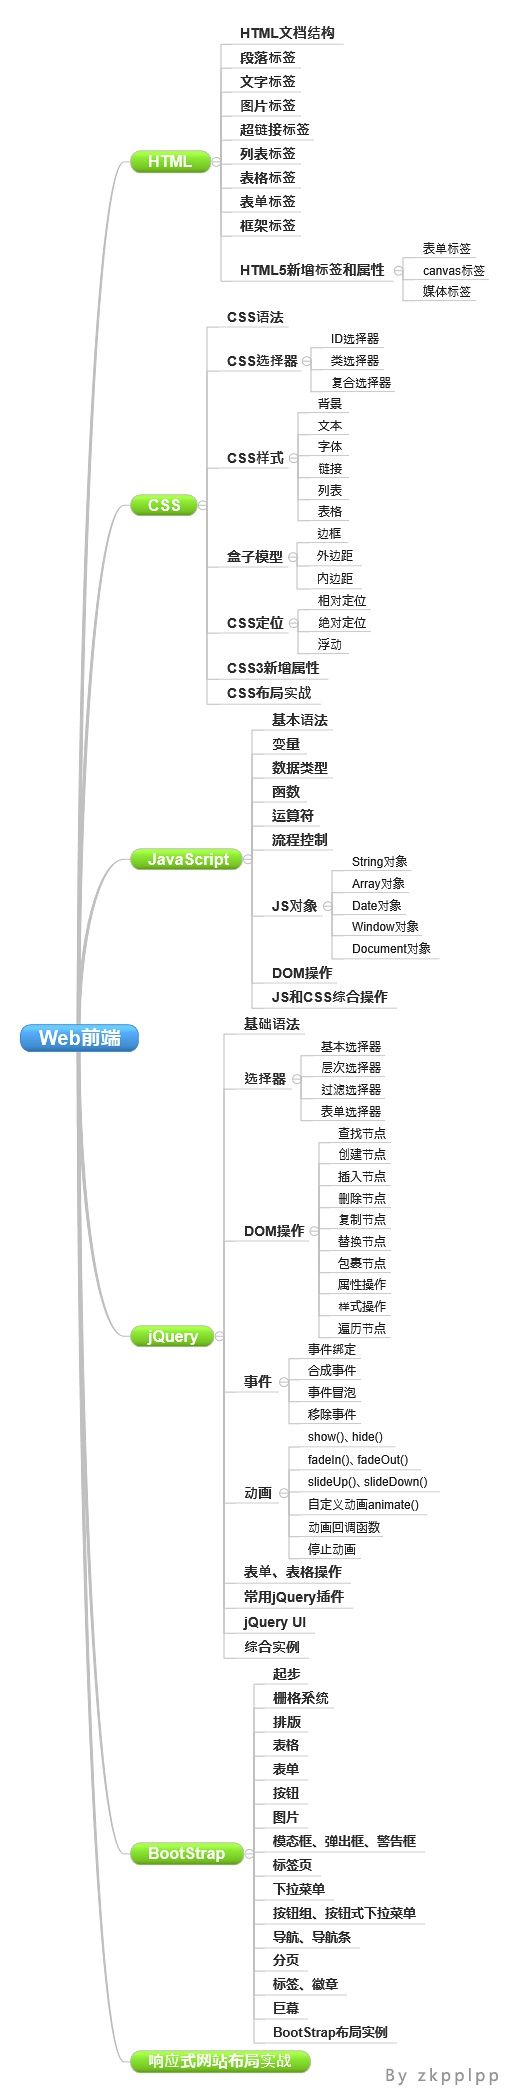 Web前端
HTML
HTML文档结构
段落标签
文字标签
图片标签
超链接标签
列表标签
表格标签
表单标签
框架标签
HTML5新增标签和属性
表单标签
canvas标签
媒体标签
CSS
CSS语法
CSS选择器
ID选择器
类选择器
复合选择器
CSS样式
背景
文本
字体
链接
列表
表格
盒子模型
边框
外边距
内边距
CSS定位
相对定位
绝对定位
浮动
CSS3新增属性
CSS布局实战
JavaScript
基本语法
变量
数据类型
函数
运算符
流程控制
JS对象
String对象
Array对象
Date对象
Window对象
Document对象
DOM操作
JS和CSS综合操作
jQuery
基础语法
选择器
基本选择器
层次选择器
过滤选择器
表单选择器
DOM操作
查找节点
创建节点
插入节点
删除节点
复制节点
替换节点
包裹节点
属性操作
样式操作
遍历节点
事件
事件绑定
合成事件
事件冒泡
移除事件
动画
show()、hide()
fadeIn()、fadeOut()
slideUp()、slideDown()
自定义动画animate()
动画回调函数
停止动画
表单、表格操作
常用jQuery插件
jQuery UI
综合实例
BootStrap
起步
栅格系统
排版
表格
表单
按钮
图片
模态框、弹出框、警告框
标签页
下拉菜单
按钮组、按钮式下拉菜单
导航、导航条
分页
标签、徽章
巨幕
BootStrap布局实例
响应式网站布局实战
By zkpplpp